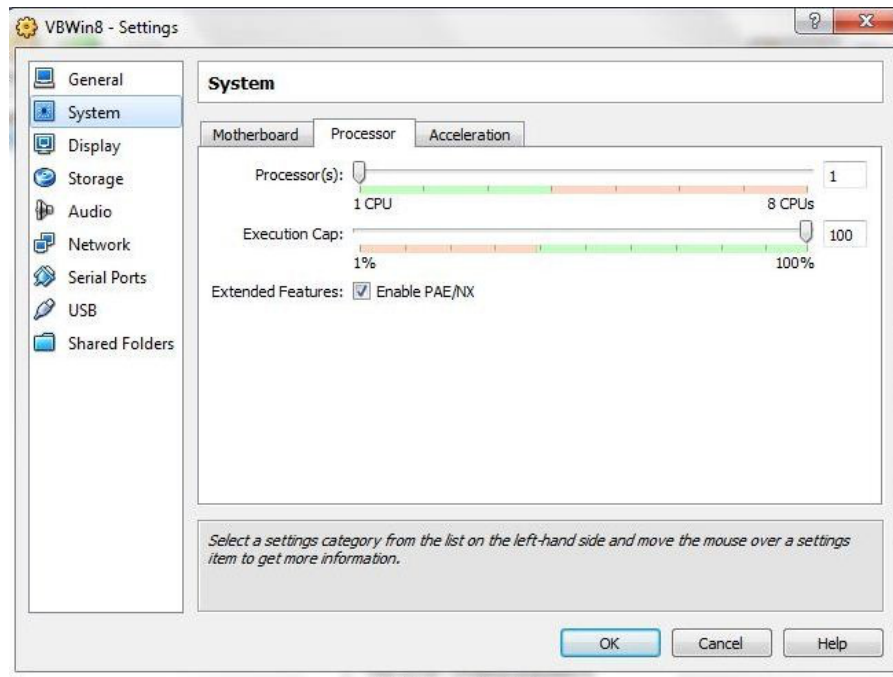 VBWin8 - Settings
General
System
Display
Storage
Audio
Network
Serial Ports
USB
Shared Folders
System
Motherboard Processor Acceleration
Processor(s): 1
1 CPU 8 CPUs
Execution Cap: 100
1% 100%
Extended Features: Enable PAE/NX
Select a settings category from the list on the left-hand side and move the mouse over a settings
item to get more information.
OK Cancel Help